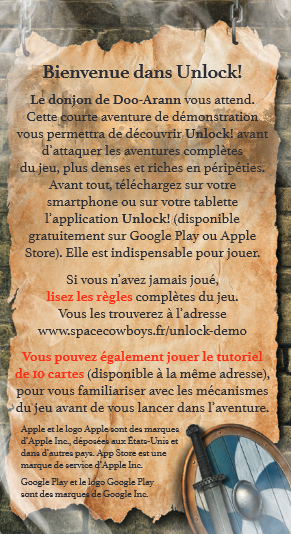 Bienvenue dans Unlock!
Le donjon de Doo-Arann vous attend.
Cette courte aventure de démonstration
vous permettra de découvrir Unlock! avant
d'attaquer les aventures complètes
du jeu, plus denses et riches en péripéties.
Avant tout, téléchargez sur votre
smartphone ou sur votre tablette
l'application Unlock! (disponible
gratuitement sur Google Play ou Apple
Store). Elle est indispensable pour jouer.
Si vous n'avez jamais joué,
lisez les règles complètes du jeu.
Vous les trouverez à l'adresse
www.spacecowboys.fr/unlock-demo
Vous pouvez également jouer le tutoriel
de 10 cartes (disponible à la même adresse),
pour vous familiariser avec les mécanismes
du jeu avant de vous lancer dans l'aventure.
Apple et le logo Apple sont des marques
d'Apple Inc., déposées aux États-Unis et
dans d'autres pays. App Store est une
marque de service d'Apple Inc.
Google Play et le logo Google Play
sont des marques de Google Inc.